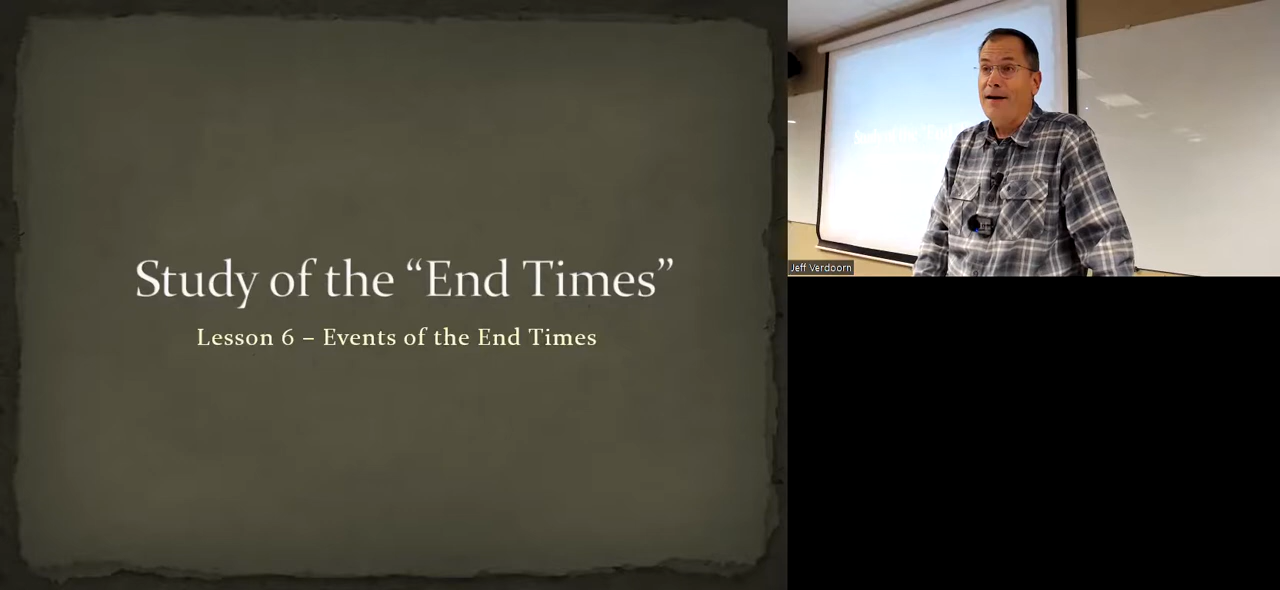 Study of the “End Times”
Lesson 6 – Events of the End Times
Jeff Verdoorn